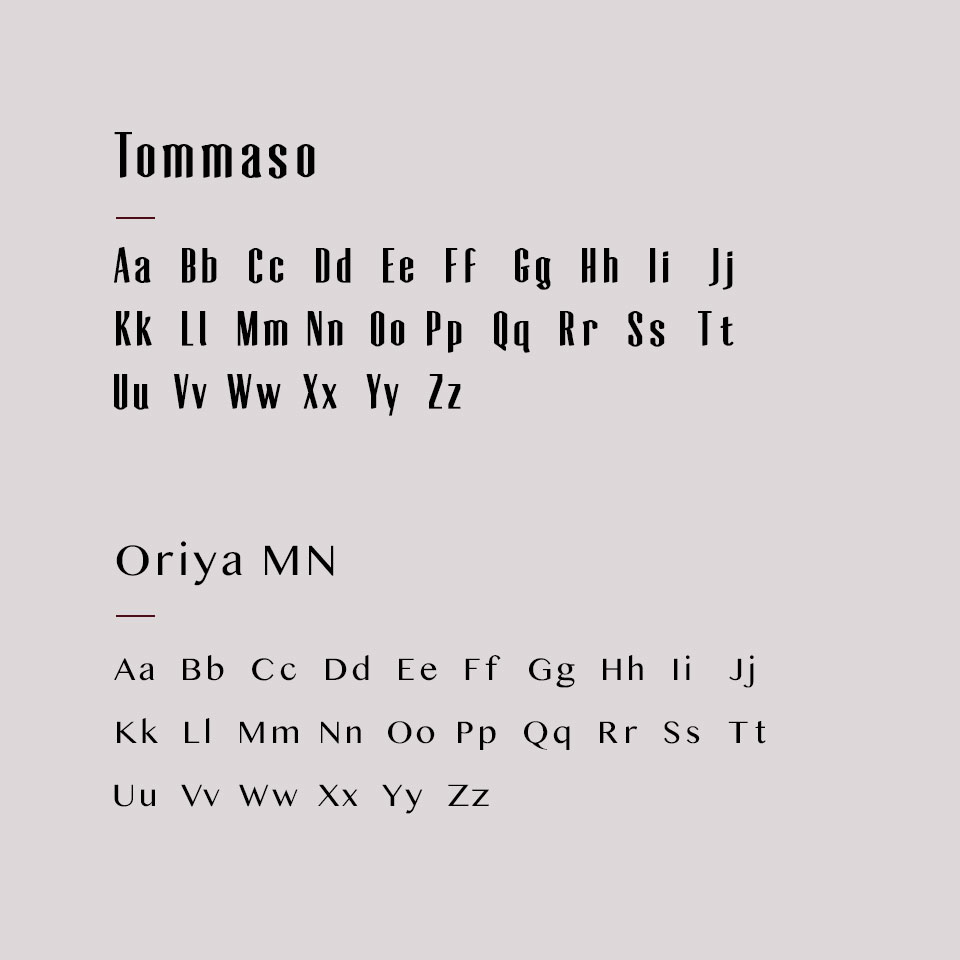 Tommaso
Aa Bb Cc Dd Ee Ff Gg Hh Ii Jj
Kk Ll Mm Nn Oo Pp Qq Rr Ss Tt
Uu Vv Ww Xx Yy Zz
Oriya MN
Aa Bb Cc Dd Ee Ff Gg Hh Ii Jj
Kk Ll Mm Nn Oo Pp Qq Rr Ss Tt
Uu Vv Ww Xx Yy Zz